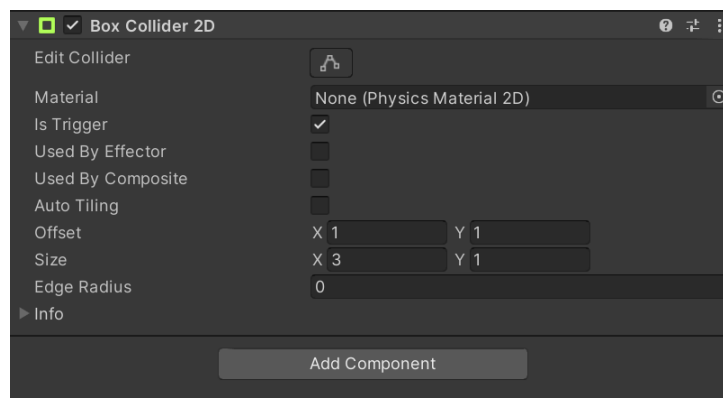 Box Collider 2D
Edit Collider
Material None (Physics Material 2D)
Is Trigger
Used By Effector
Used By Composite
Auto Tiling
Offset X 1 Y 1
Size X 3 Y 1
Edge Radius 0
Info
Add Component